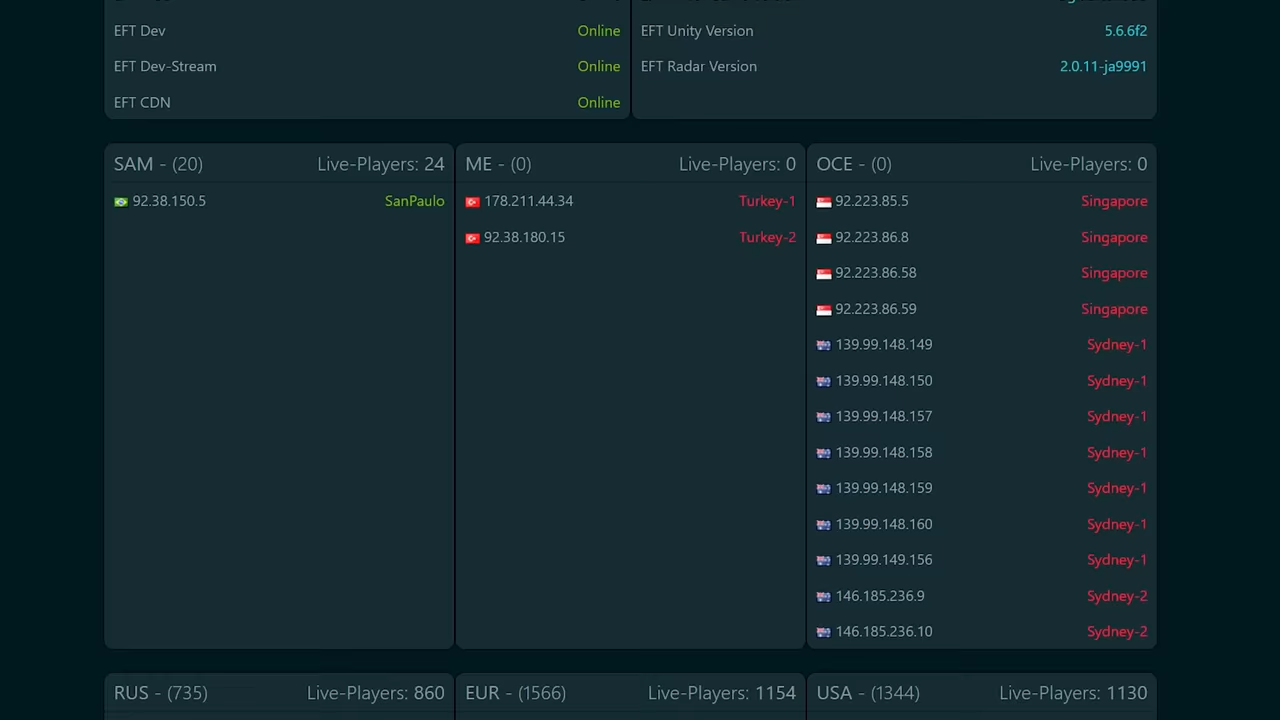 EFT Dev Online
EFT Unity Version 5.6.6f2
EFT Dev-Stream Online
EFT Radar Version 2.0.11-ja9991
EFT CDN Online
SAM - (20) Live-Players: 24
92.38.150.5 SanPaulo
ME - (0) Live-Players: 0
178.211.44.34 Turkey-1
92.38.180.15 Turkey-2
OCE - (0) Live-Players: 0
92.223.85.5 Singapore
92.223.86.8 Singapore
92.223.86.58 Singapore
92.223.86.59 Singapore
139.99.148.149 Sydney-1
139.99.148.150 Sydney-1
139.99.148.157 Sydney-1
139.99.148.158 Sydney-1
139.99.148.159 Sydney-1
139.99.148.160 Sydney-1
139.99.149.156 Sydney-1
146.185.236.9 Sydney-2
146.185.236.10 Sydney-2
RUS - (735) Live-Players: 860
EUR - (1566) Live-Players: 1154
USA - (1344) Live-Players: 1130